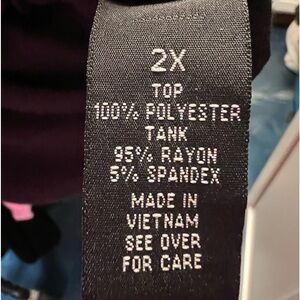 2X
TOP
100% POLYESTER
TANK
95% RAYON
5% SPANDEX
MADE IN
VIETNAM
SEE OVER
FOR CARE